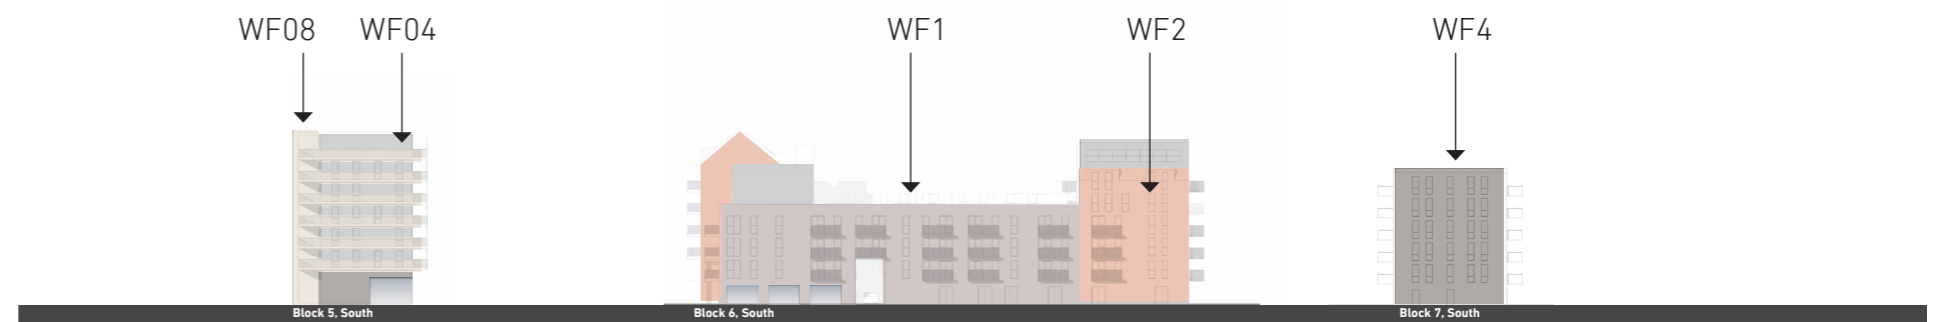 WF08 WF04 WF1 WF2 WF4
Block 5, South Block 6, South Block 7, South